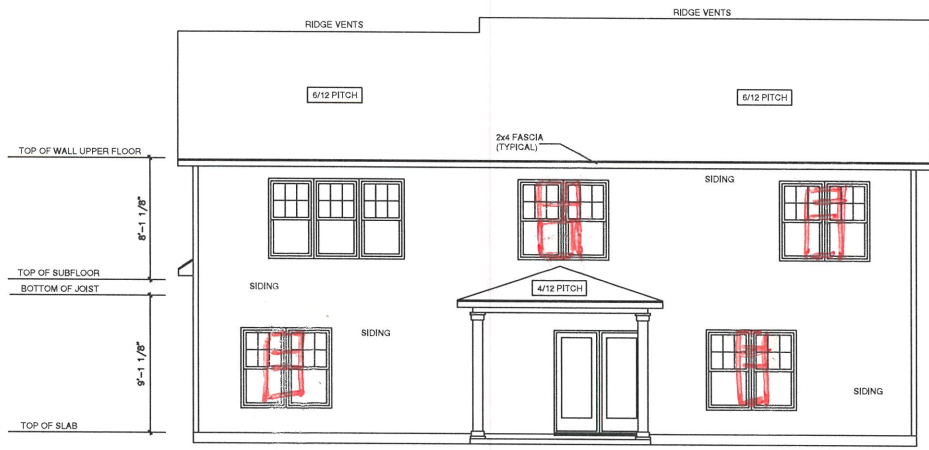 RIDGE VENTS
RIDGE VENTS
6/12 PITCH
6/12 PITCH
2x4 FASCIA
(TYPICAL)
TOP OF WALL UPPER FLOOR
SIDING
8'-1 1/8"
TOP OF SUBFLOOR
BOTTOM OF JOIST
SIDING
4/12 PITCH
SIDING
9'-1 1/8"
SIDING
TOP OF SLAB